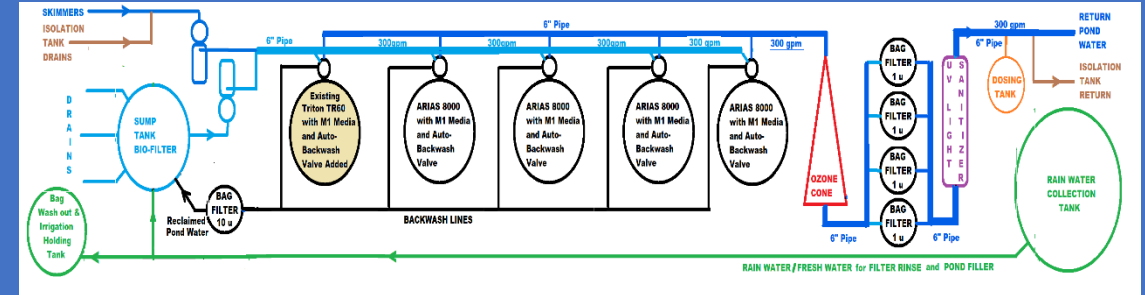 SKIMMERS
ISOLATION
TANK
DRAINS
6" Pipe
6" Pipe
300gpm
300gpm
300gpm
300 gpm
300 gpm
300 gpm
6" Pipe
RETURN
POND
WATER
ISOLATION
TANK
RETURN
DOSING
TANK
DRAINS
SUMP
TANK
BIO-FILTER
Existing
Triton TR60
with M1 Media
and Auto-
Backwash
Valve Added
ARIAS 8000
with M1 Media
and Auto-
Backwash
Valve
ARIAS 8000
with M1 Media
and Auto-
Backwash
Valve
ARIAS 8000
with M1 Media
and Auto-
Backwash
Valve
ARIAS 8000
with M1 Media
and Auto-
Backwash
Valve
OZONE
CONE
BAG
FILTER
1 u
BAG
FILTER
1 u
BAG
FILTER
1 u
BAG
FILTER
1 u
UV LIGHT
SANITIZER
6" Pipe
6" Pipe
RAIN WATER
COLLECTION
TANK
Bag
Wash out &
Irrigation
Holding
Tank
Reclaimed
Pond Water
BAG
FILTER
10 u
BACKWASH LINES
RAIN WATER / FRESH WATER for FILTER RINSE and POND FILLER